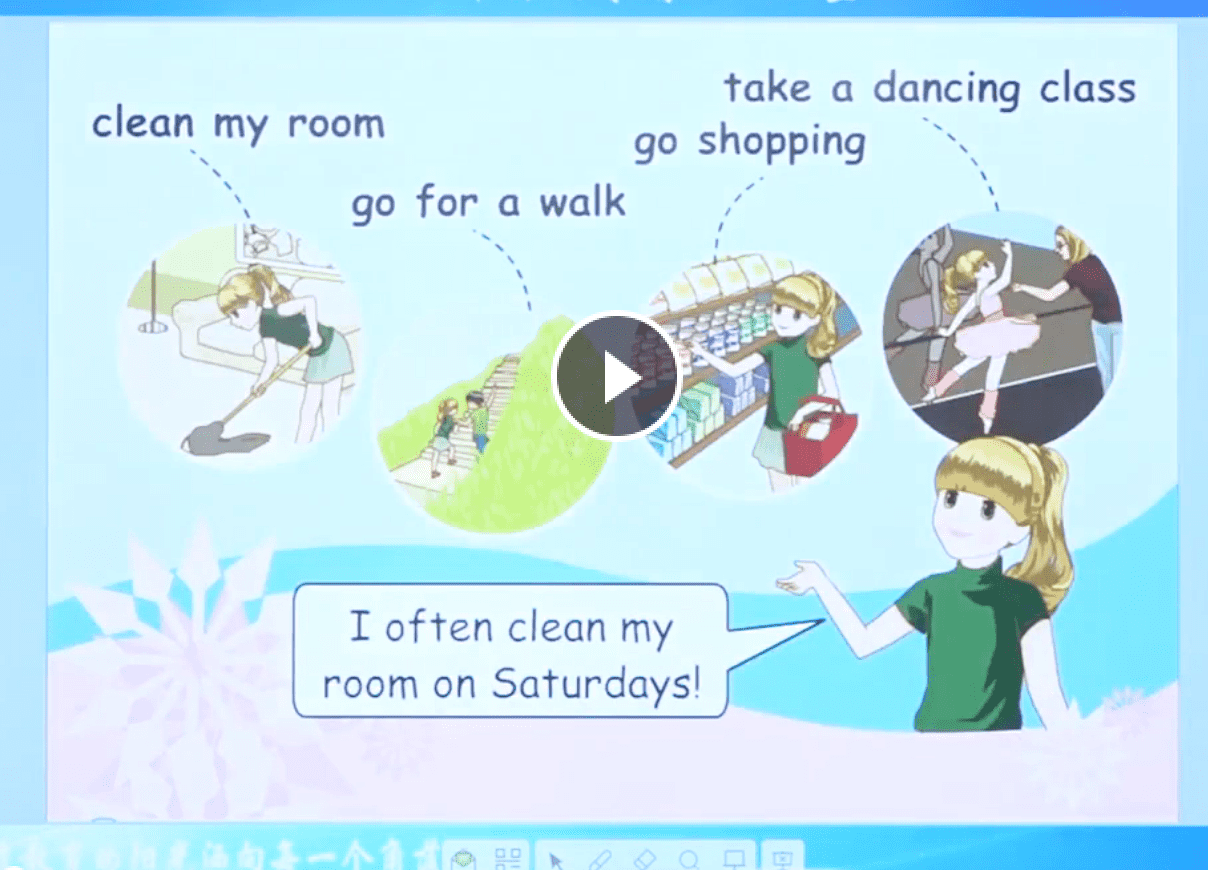 take a dancing class
clean my room
go shopping
go for a walk
I often clean my
room on Saturdays!